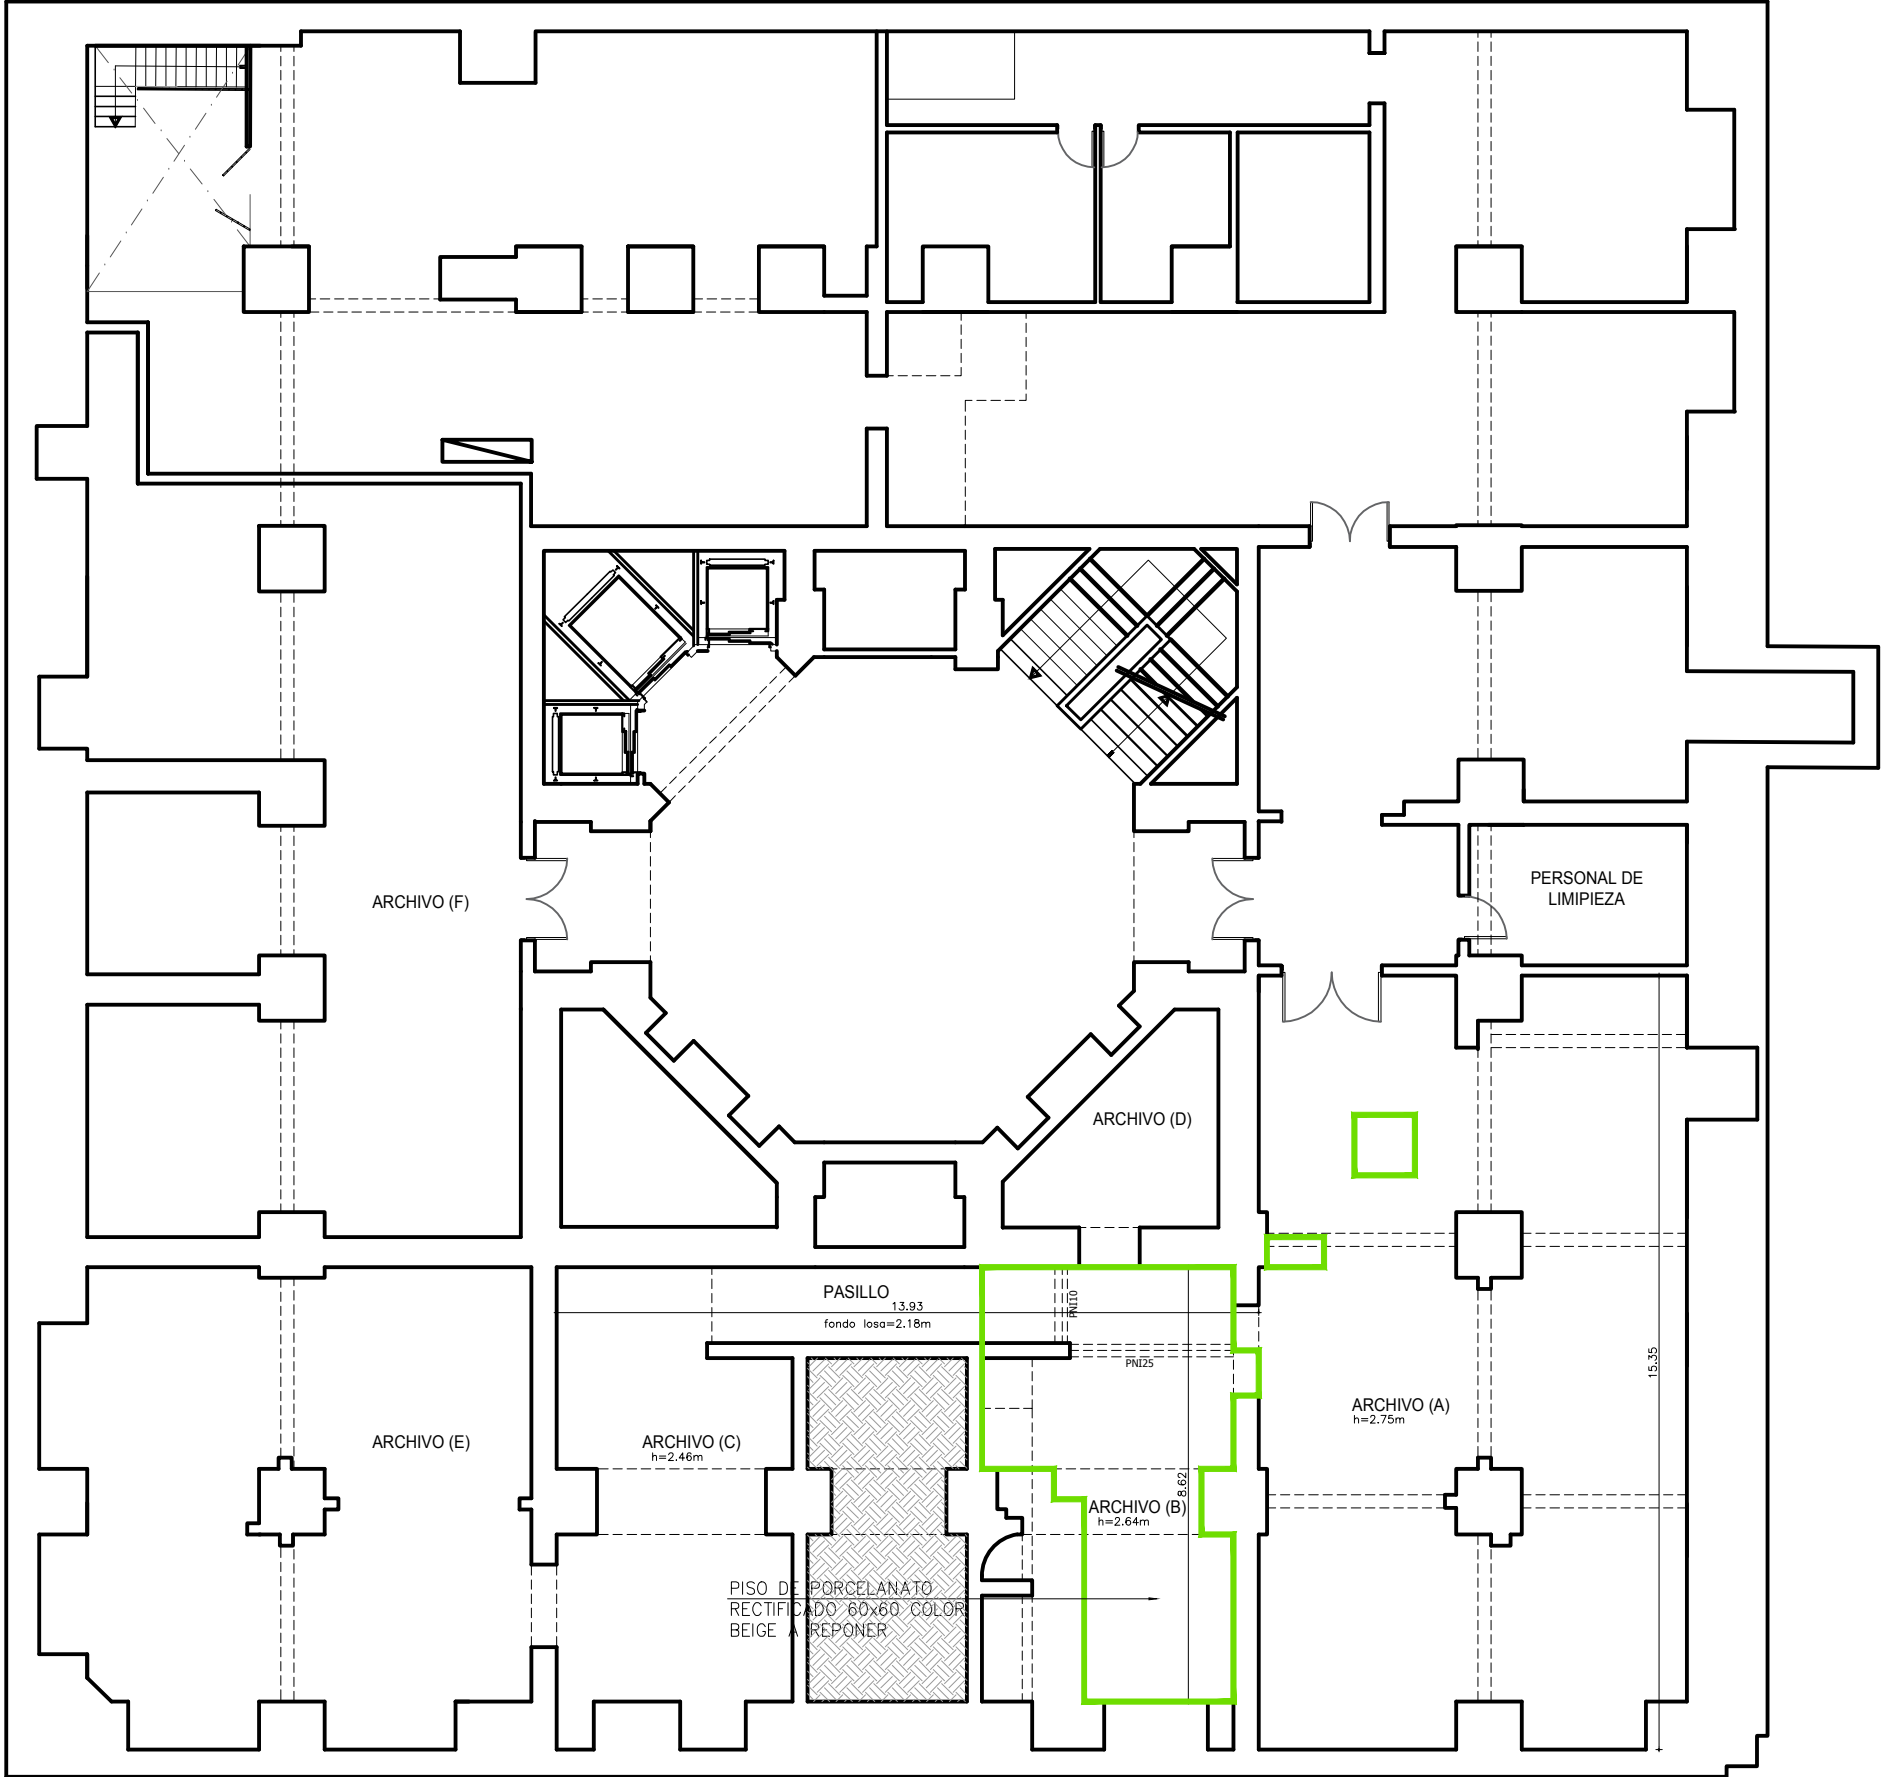 ARCHIVO (F)
PERSONAL DE
LIMIPIEZA
ARCHIVO (D)
PASILLO
13.93
fondo losa=2.18m
PNI10
PNI25
15.35
ARCHIVO (A)
h=2.75m
ARCHIVO (E)
ARCHIVO (C)
h=2.46m
8.62
ARCHIVO (B)
h=2.64m
PISO DE PORCELANATO
RECTIFICADO 60x60 COLOR
BEIGE A REPONER